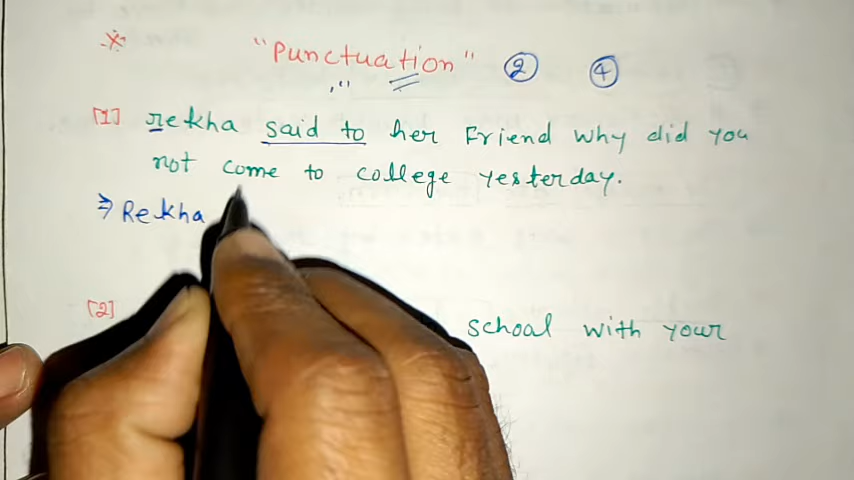 * "Punctuation" ② ④
, " "
[1] rekha said to her Friend why did you
not come to college yesterday.
⇒ Rekha
[2] school with your